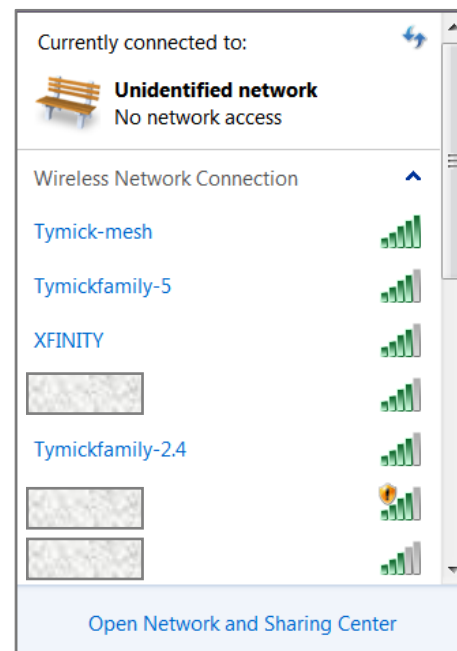 Currently connected to:
Unidentified network
No network access
Wireless Network Connection
Tymick-mesh
Tymickfamily-5
XFINITY
Tymickfamily-2.4
Open Network and Sharing Center